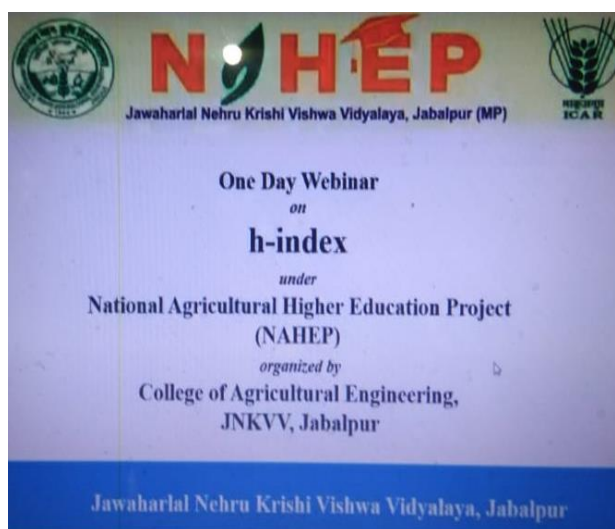 NAHEP
Jawaharlal Nehru Krishi Vishwa Vidyalaya, Jabalpur (MP)
ICAR
One Day Webinar
on
h-index
under
National Agricultural Higher Education Project
(NAHEP)
organized by
College of Agricultural Engineering,
JNKVV, Jabalpur
Jawaharlal Nehru Krishi Vishwa Vidyalaya, Jabalpur